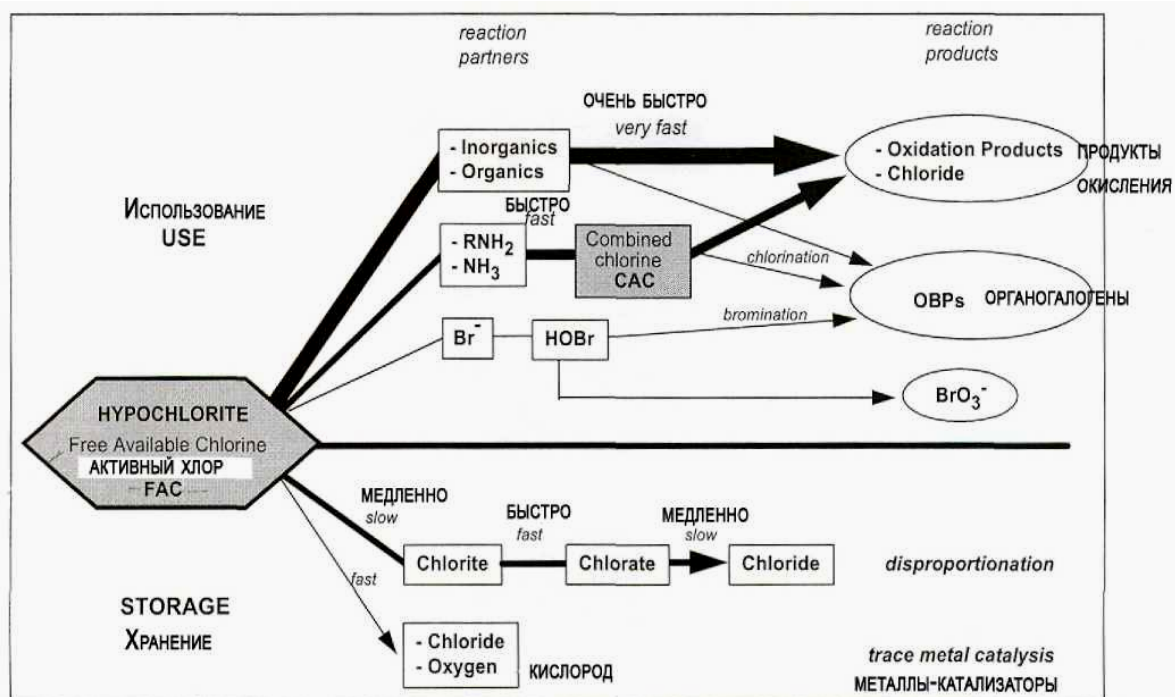 reaction
partners
reaction
products
ОЧЕНЬ БЫСТРО
very fast
- Inorganics
- Organics
- Oxidation Products ПРОДУКТЫ
- Chloride ОКИСЛЕНИЯ
ИСПОЛЬЗОВАНИЕ
USE
БЫСТРО
fast
- RNH2
- NH3
Combined
chlorine
CAC
chlorination
OBPs ОРГАНОГАЛОГЕНЫ
bromination
Br-
HOBr
BrO3-
HYPOCHLORITE
Free Available Chlorine
АКТИВНЫЙ ХЛОР
FAC
МЕДЛЕННО
slow
БЫСТРО
fast
МЕДЛЕННО
slow
Chlorite
Chlorate
Chloride
disproportionation
fast
STORAGE
ХРАНЕНИЕ
- Chloride
- Oxygen КИСЛОРОД
trace metal catalysis
МЕТАЛЛЫ-КАТАЛИЗАТОРЫ